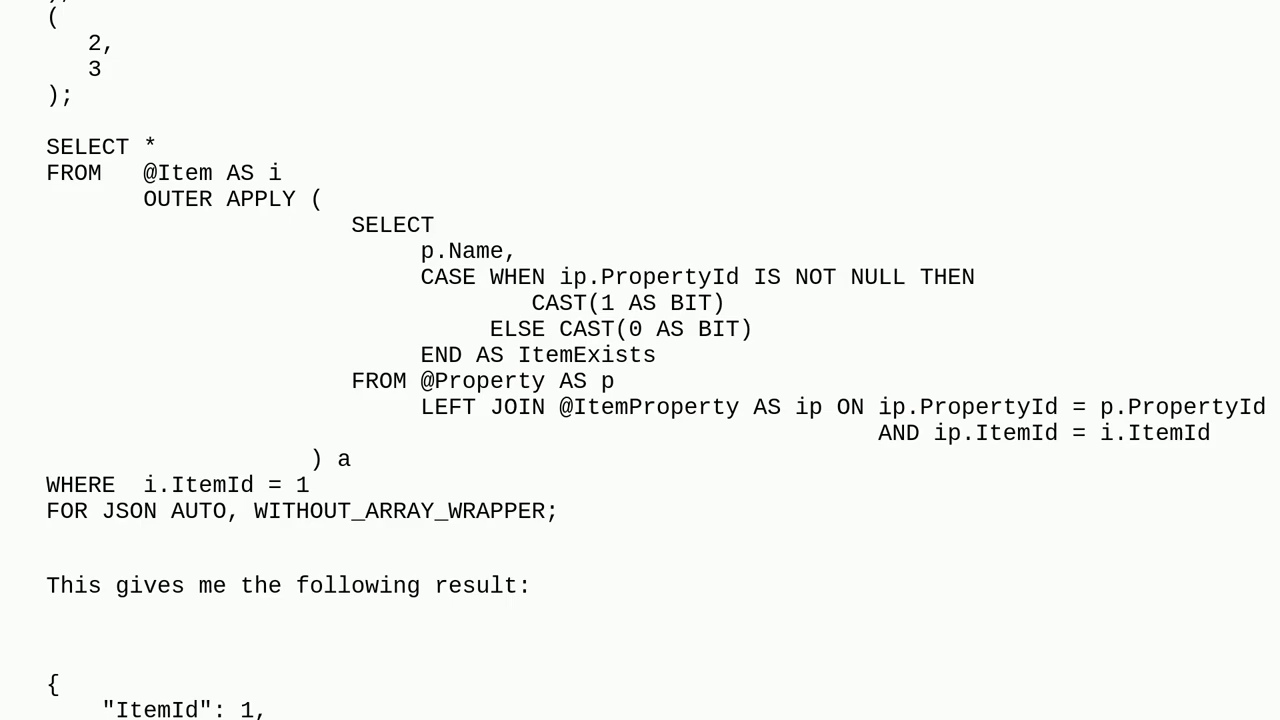 (
2,
3
);
SELECT *
FROM @Item AS i
OUTER APPLY (
SELECT
p.Name,
CASE WHEN ip.PropertyId IS NOT NULL THEN
CAST(1 AS BIT)
ELSE CAST(0 AS BIT)
END AS ItemExists
FROM @Property AS p
LEFT JOIN @ItemProperty AS ip ON ip.PropertyId = p.PropertyId
AND ip.ItemId = i.ItemId
) a
WHERE i.ItemId = 1
FOR JSON AUTO, WITHOUT_ARRAY_WRAPPER;
This gives me the following result:
{
"ItemId": 1,